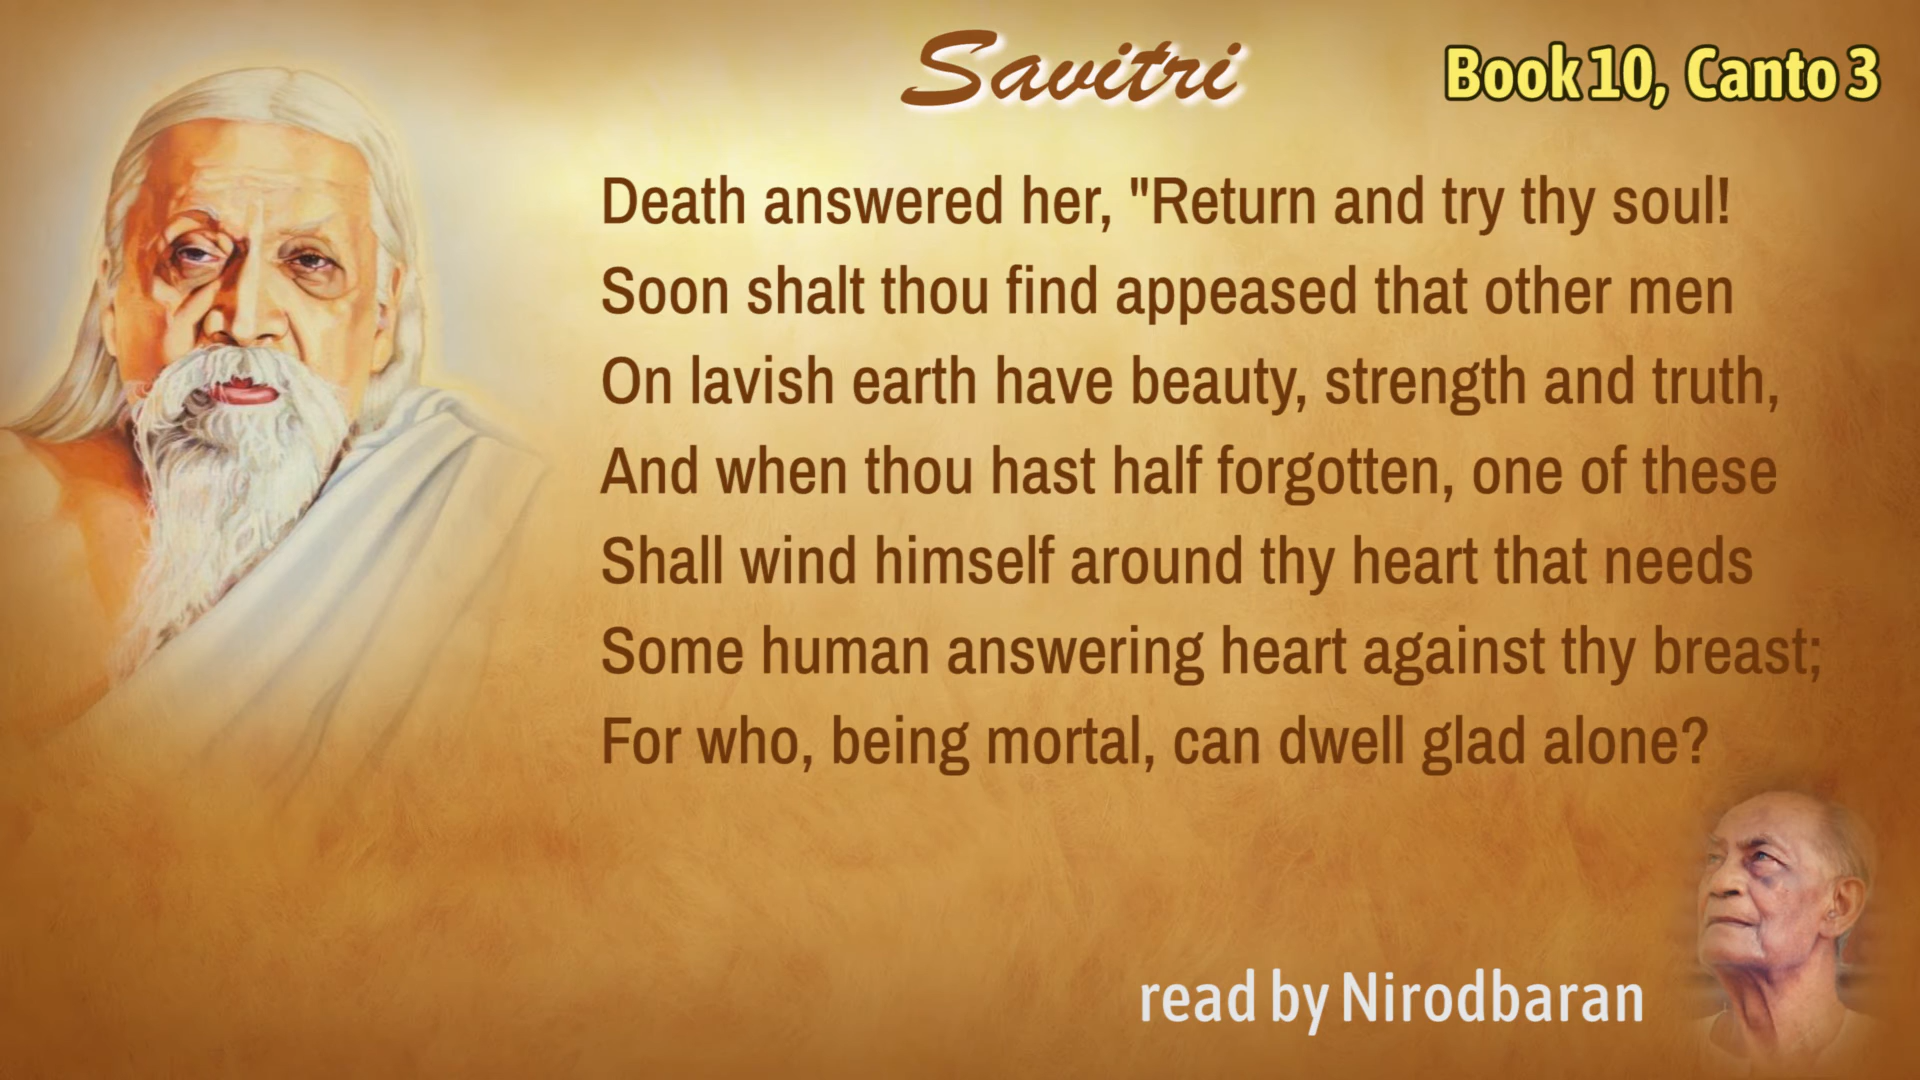 Savitri
Book 10, Canto 3
Death answered her, "Return and try thy soul!
Soon shalt thou find appeased that other men
On lavish earth have beauty, strength and truth,
And when thou hast half forgotten, one of these
Shall wind himself around thy heart that needs
Some human answering heart against thy breast;
For who, being mortal, can dwell glad alone?
read by Nirodbaran